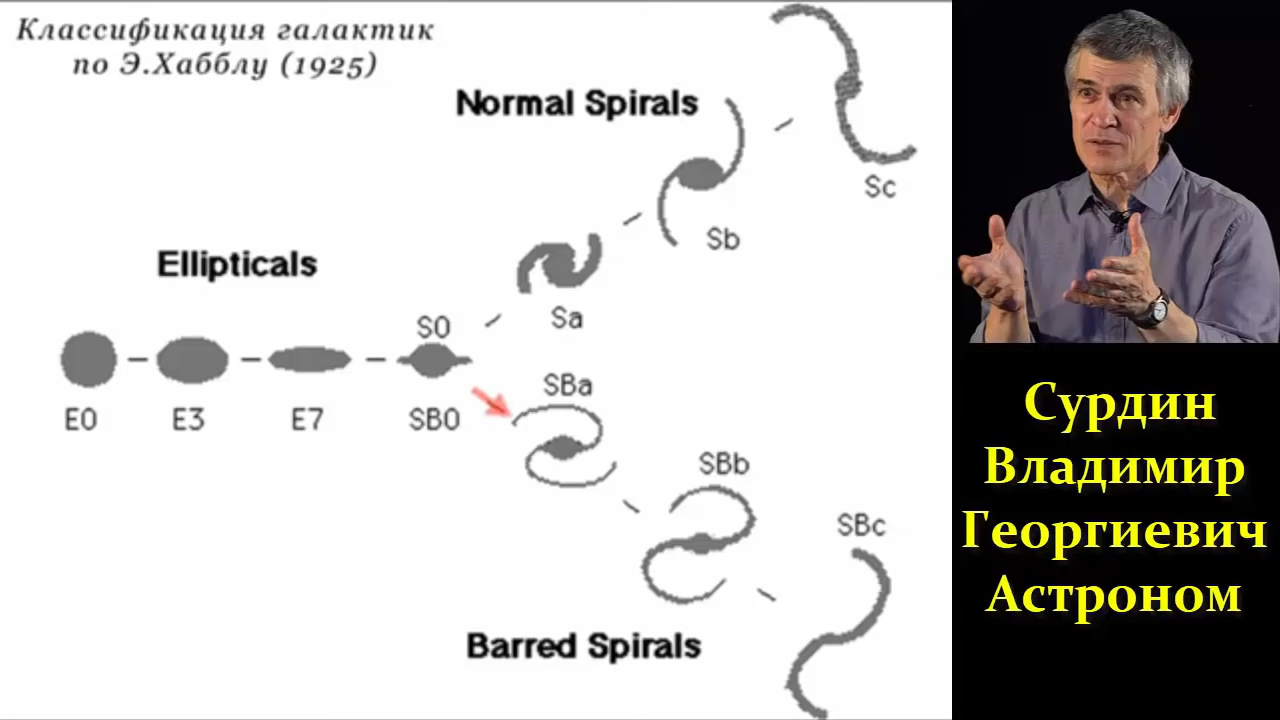 Классификация галактик
по Э.Хабблу (1925)
Normal Spirals
Sc
Sb
Ellipticals
Sa
S0
SBa
E0
E3
E7
SB0
SBb
SBc
Barred Spirals
Сурдин
Владимир
Георгиевич
Астроном